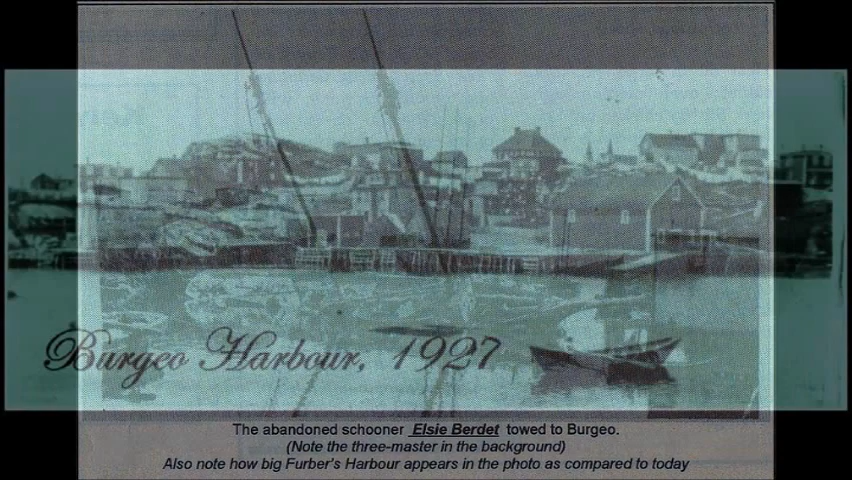 Burgeo Harbour, 1927
The abandoned schooner Elsie Berdet towed to Burgeo.
(Note the three-master in the background)
Also note how big Furber's Harbour appears in the photo as compared to today